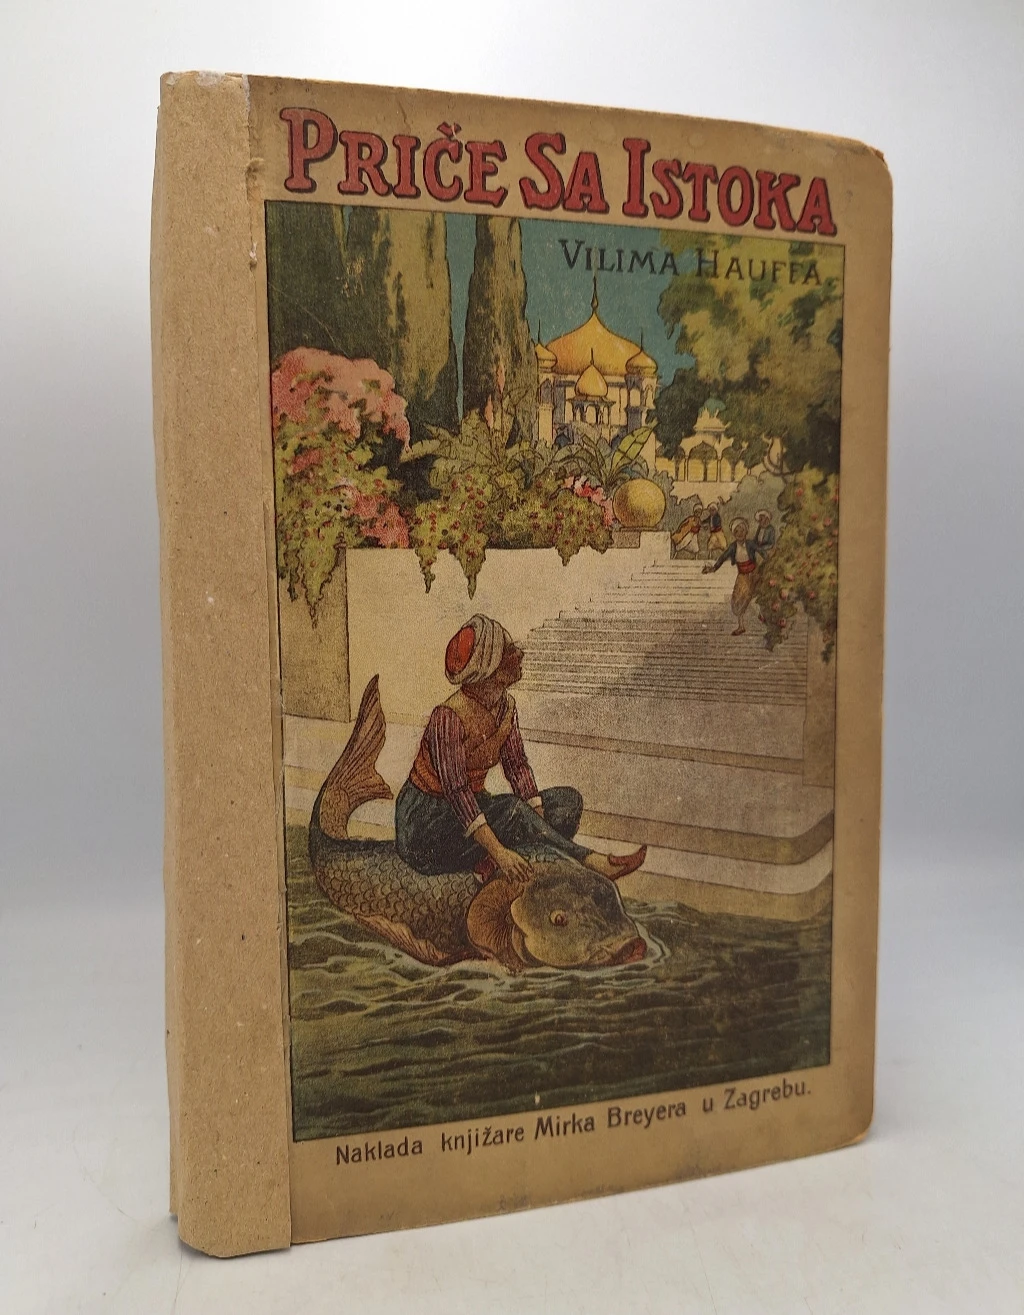 PRIČE SA ISTOKA
VILIMA HAUFFA
Naklada knjižare Mirka Breyera u Zagrebu.